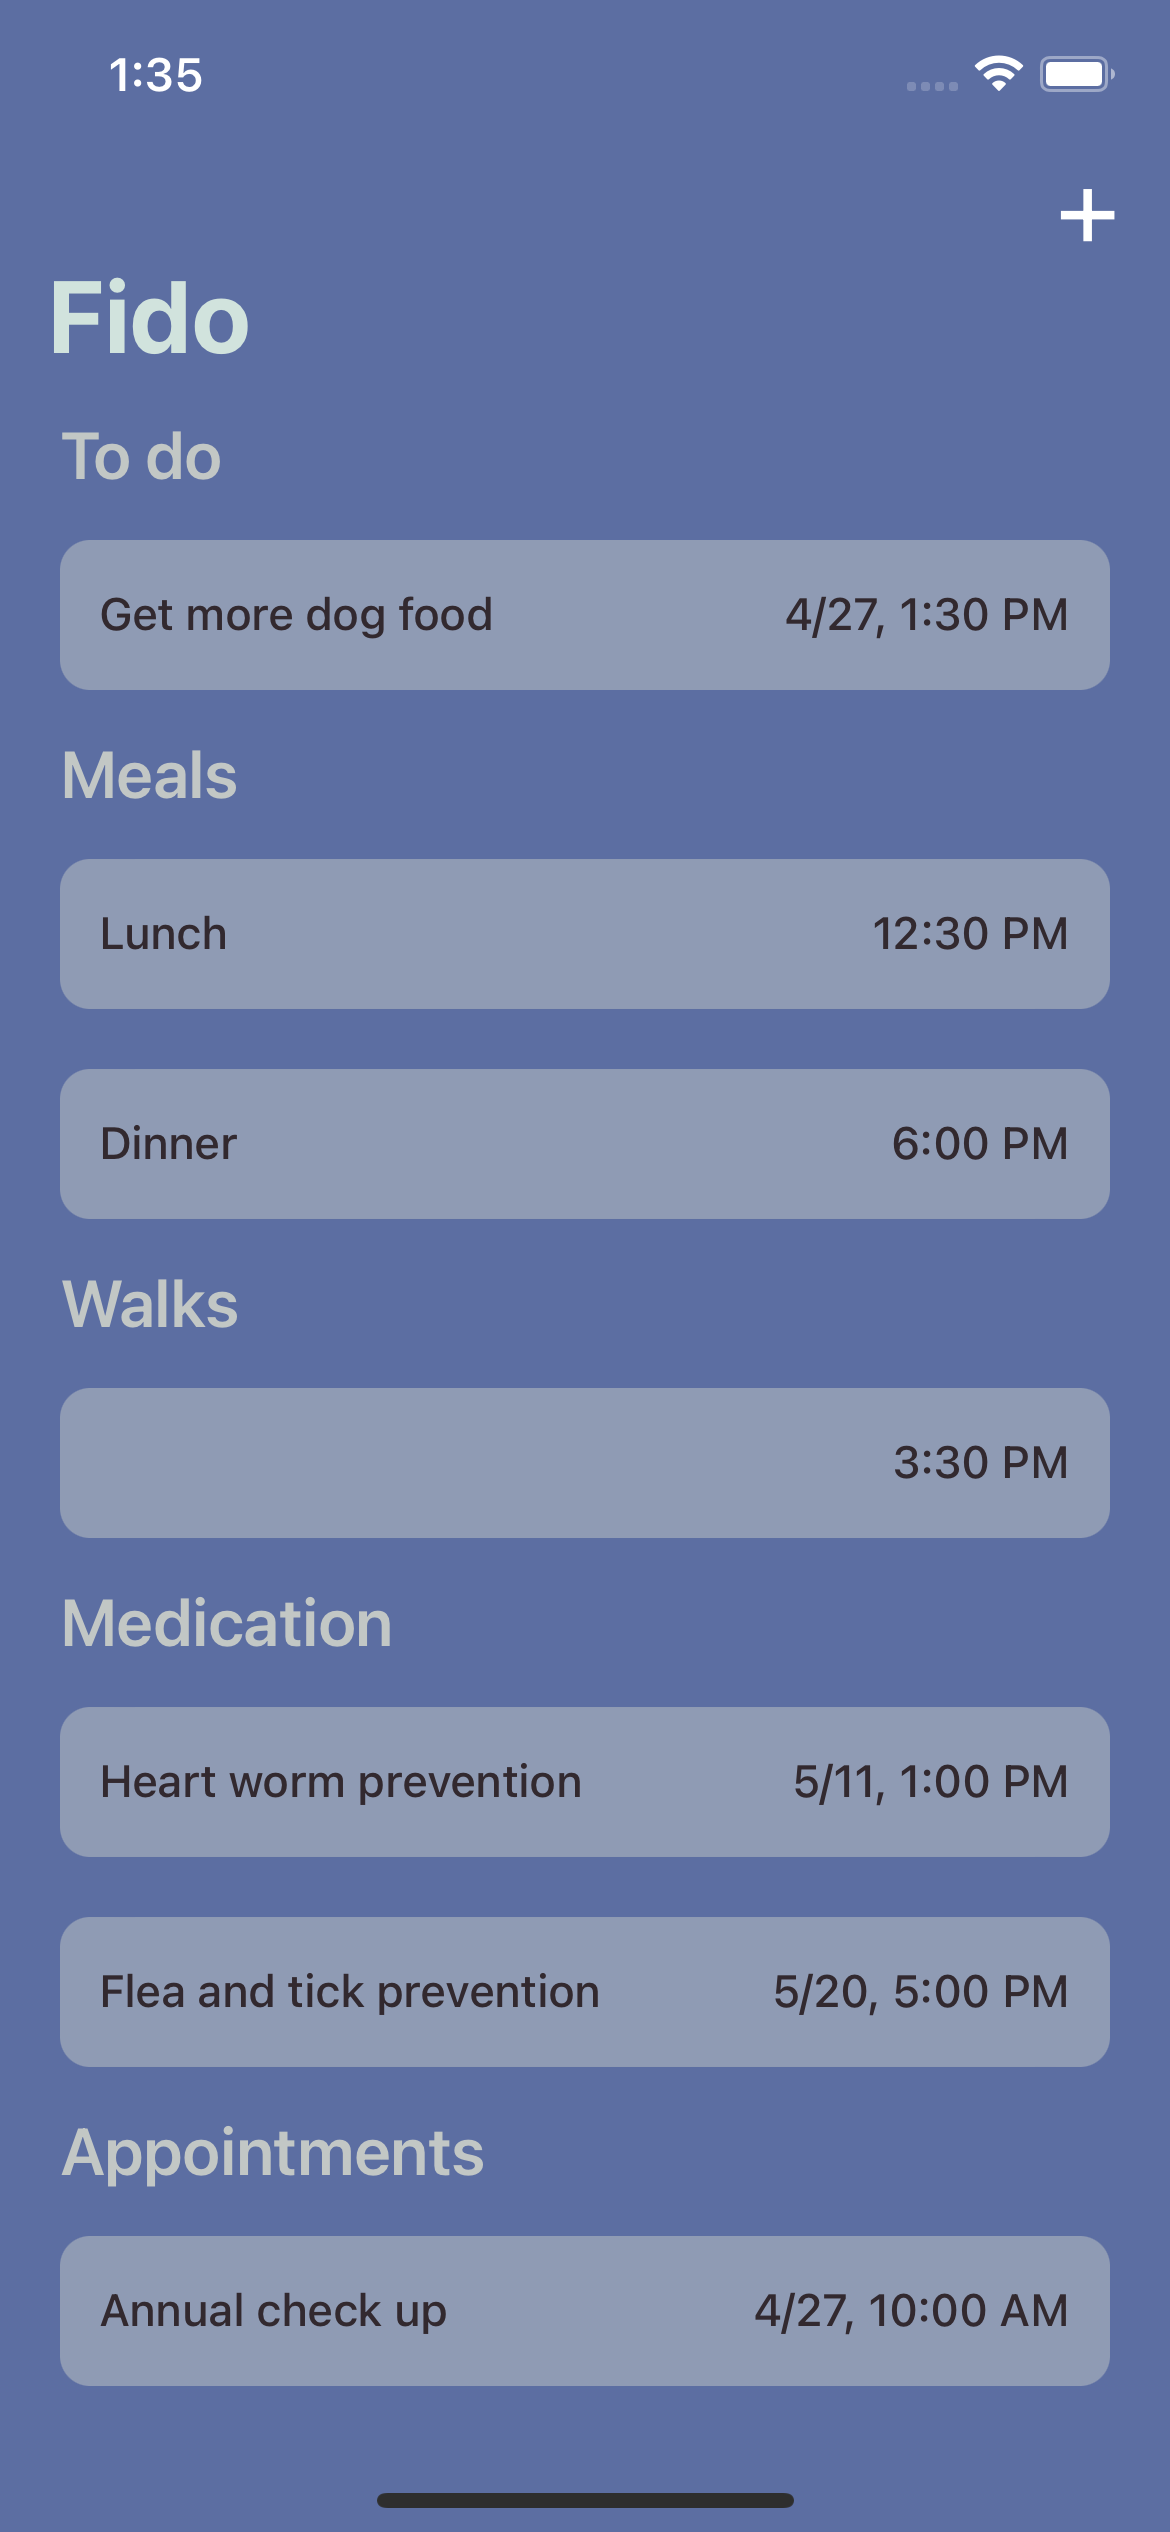 1:35
Fido
To do
Get more dog food 4/27, 1:30 PM
Meals
Lunch 12:30 PM
Dinner 6:00 PM
Walks
3:30 PM
Medication
Heart worm prevention 5/11, 1:00 PM
Flea and tick prevention 5/20, 5:00 PM
Appointments
Annual check up 4/27, 10:00 AM